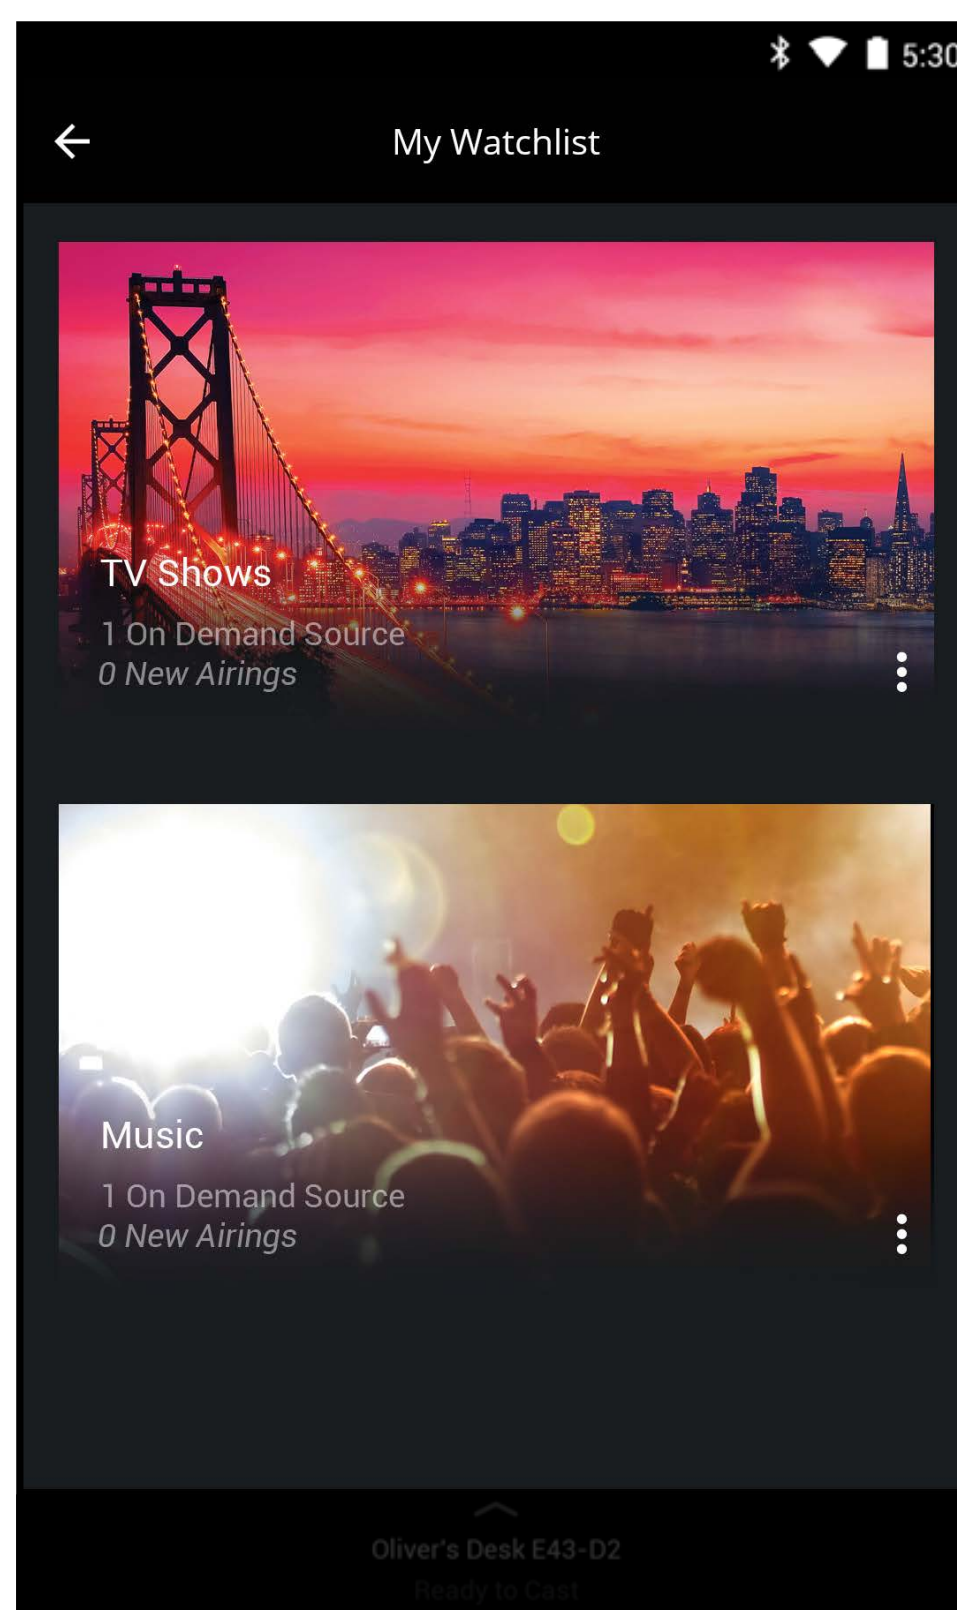 5:30
My Watchlist
TV Shows
1 On Demand Source
0 New Airings
Music
1 On Demand Source
0 New Airings
Oliver's Desk E43-D2
Ready to Cast